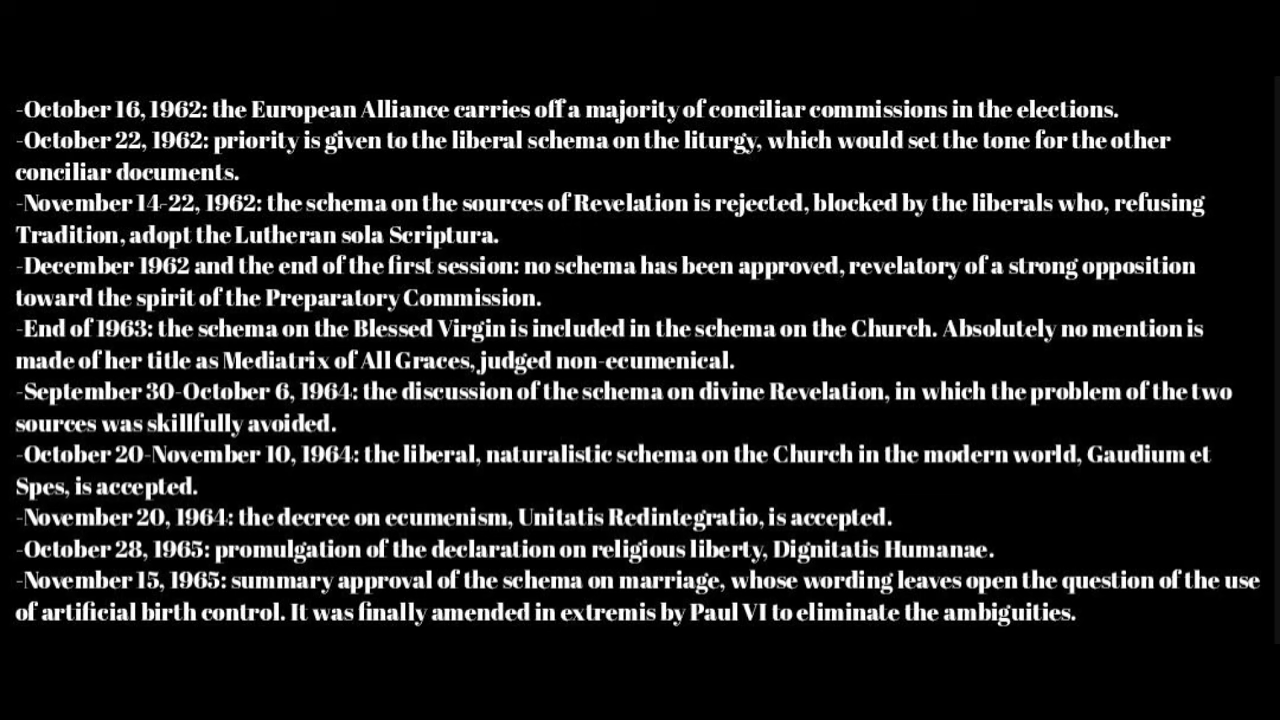 -October 16, 1962: the European Alliance carries off a majority of conciliar commissions in the elections.
-October 22, 1962: priority is given to the liberal schema on the liturgy, which would set the tone for the other
conciliar documents.
-November 14-22, 1962: the schema on the sources of Revelation is rejected, blocked by the liberals who, refusing
Tradition, adopt the Lutheran sola Scriptura.
-December 1962 and the end of the first session: no schema has been approved, revelatory of a strong opposition
toward the spirit of the Preparatory Commission.
-End of 1963: the schema on the Blessed Virgin is included in the schema on the Church. Absolutely no mention is
made of her title as Mediatrix of All Graces, judged non-ecumenical.
-September 30-October 6, 1964: the discussion of the schema on divine Revelation, in which the problem of the two
sources was skillfully avoided.
-October 20-November 10, 1964: the liberal, naturalistic schema on the Church in the modern world, Gaudium et
Spes, is accepted.
-November 20, 1964: the decree on ecumenism, Unitatis Redintegratio, is accepted.
-October 28, 1965: promulgation of the declaration on religious liberty, Dignitatis Humanae.
-November 15, 1965: summary approval of the schema on marriage, whose wording leaves open the question of the use
of artificial birth control. It was finally amended in extremis by Paul VI to eliminate the ambiguities.